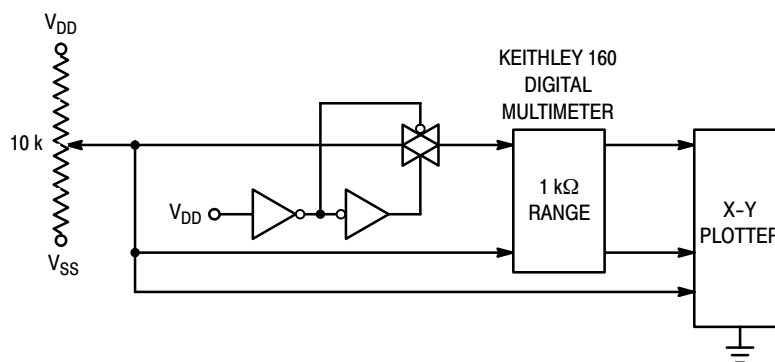 V_DD
10 k
V_SS
V_DD
KEITHLEY 160
DIGITAL
MULTIMETER
1 kΩ
RANGE
X-Y
PLOTTER